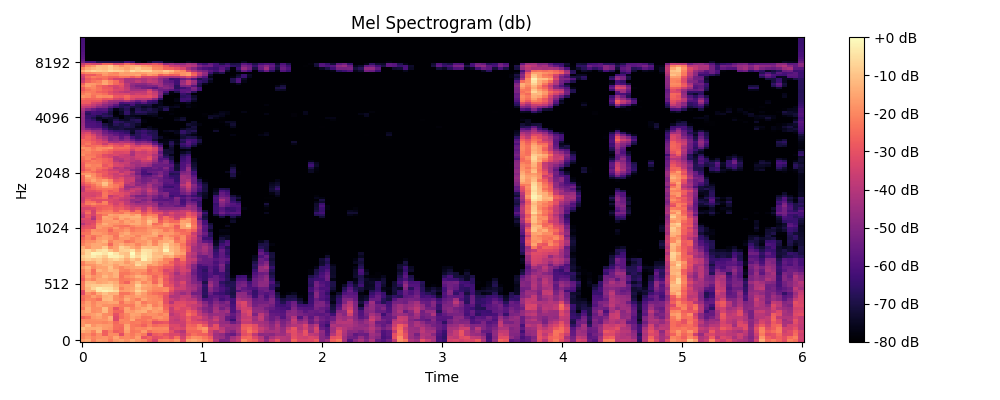 Mel Spectrogram (db)
8192
4096
2048
1024
512
0
Hz
0 1 2 3 4 5 6
Time
+0 dB
-10 dB
-20 dB
-30 dB
-40 dB
-50 dB
-60 dB
-70 dB
-80 dB